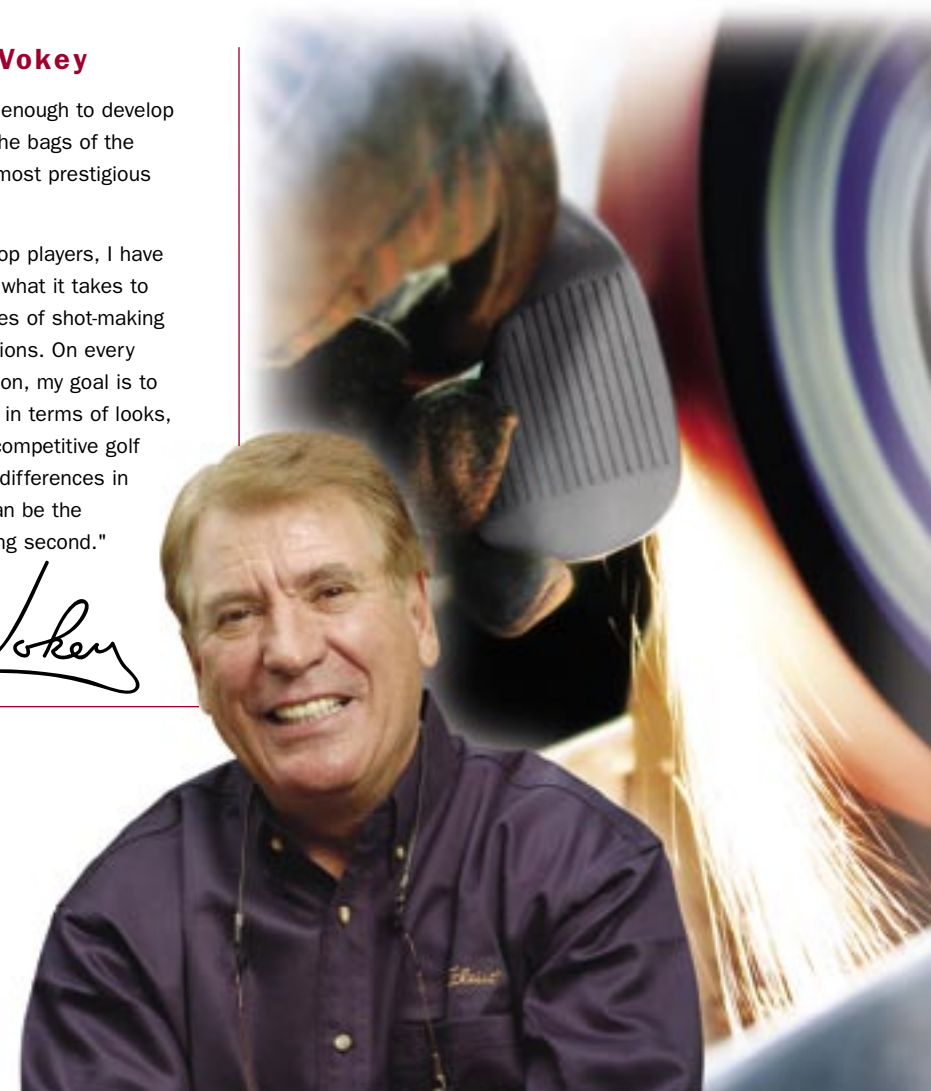 Vokey
enough to develop
he bags of the
most prestigious
op players, I have
what it takes to
es of shot-making
ions. On every
on, my goal is to
in terms of looks,
competitive golf
differences in
an be the
ng second."
Vokey
Titleist